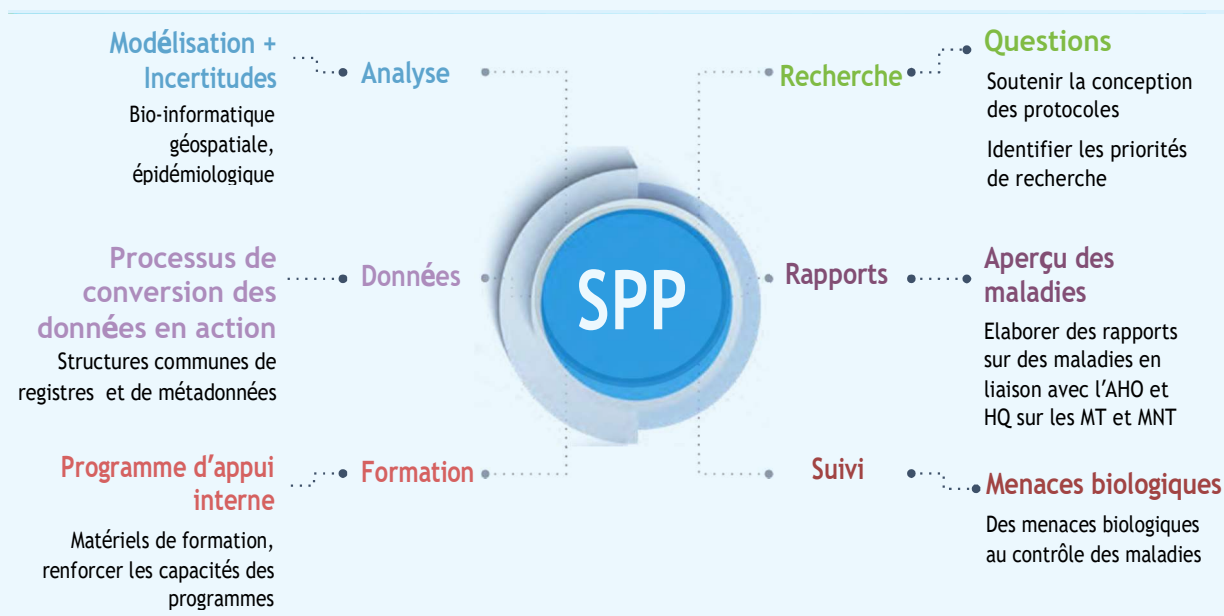 Modélisation +
Incertitudes
Bio-informatique
géospatiale,
épidémiologique
Analyse
Processus de
conversion des
données en action
Structures communes de
registres et de métadonnées
Données
Programme d'appui
interne
Matériels de formation,
renforcer les capacités des
programmes
Formation
SPP
Recherche
Questions
Soutenir la conception
des protocoles
Identifier les priorités
de recherche
Rapports
Aperçu des
maladies
Elaborer des rapports
sur des maladies en
liaison avec l'AHO et
HQ sur les MT et MNT
Suivi
Menaces biologiques
Des menaces biologiques
au contrôle des maladies